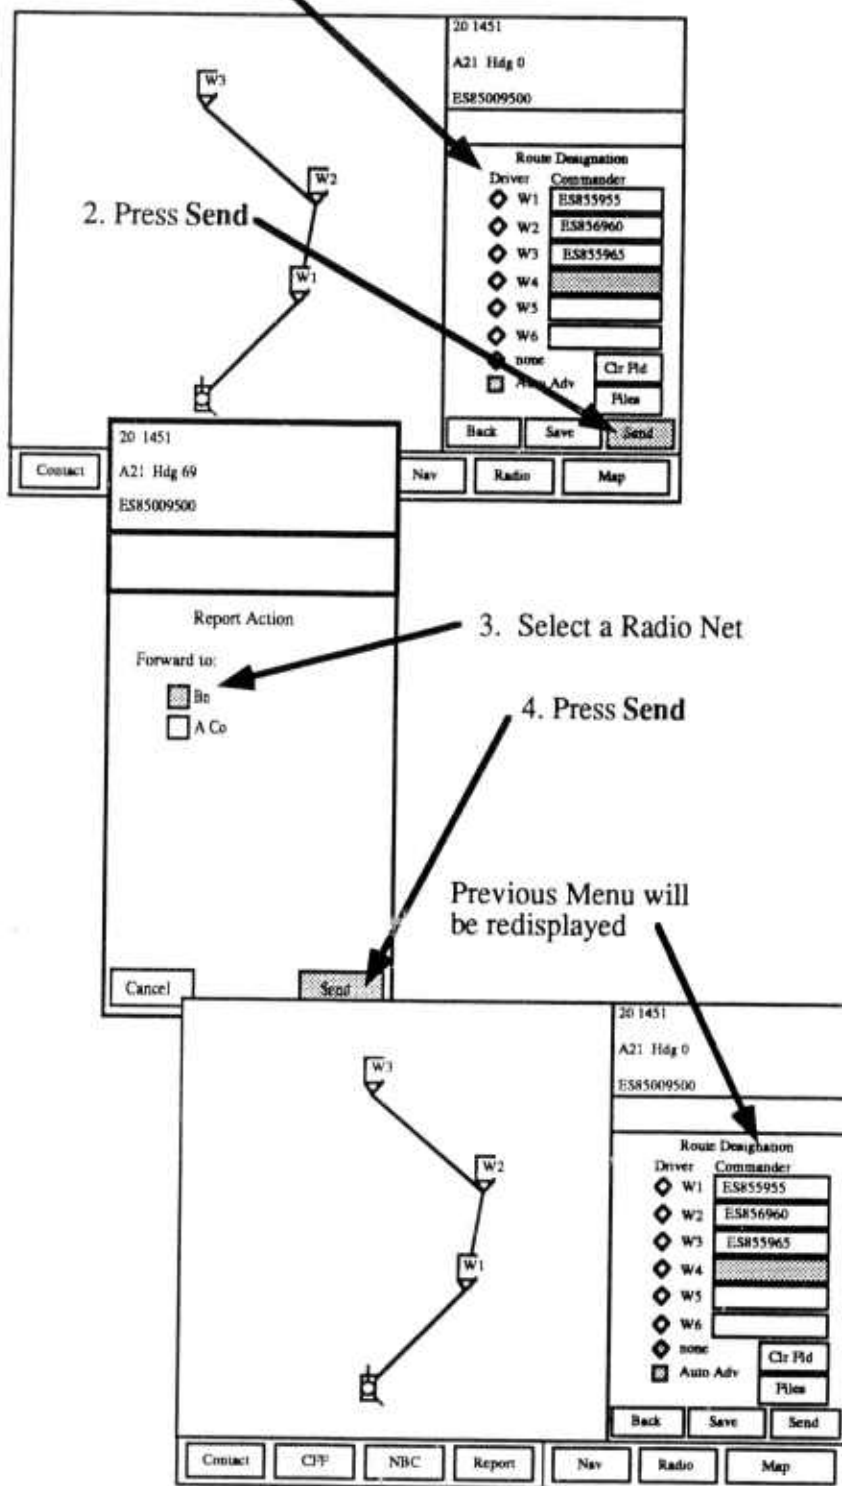 20 1451
A21 Hdg 0
ES85009500
Route Designation
Driver Commander
W1 ES855955
W2 ES856960
W3 ES855965
W4
W5
W6
none
Clr Fld
Auto Adv
Files
Back Save Send
W3
W2
W1
2. Press Send
Contact Nav Radio Map
20 1451
A21 Hdg 69
ES85009500
Report Action
Forward to:
Bn
A Co
Cancel Send
3. Select a Radio Net
4. Press Send
Previous Menu will
be redisplayed
20 1451
A21 Hdg 0
ES85009500
Route Designation
Driver Commander
W1 ES855955
W2 ES856960
W3 ES855965
W4
W5
W6
none
Clr Fld
Auto Adv
Files
Back Save Send
W3
W2
W1
Contact CFF NBC Report Nav Radio Map